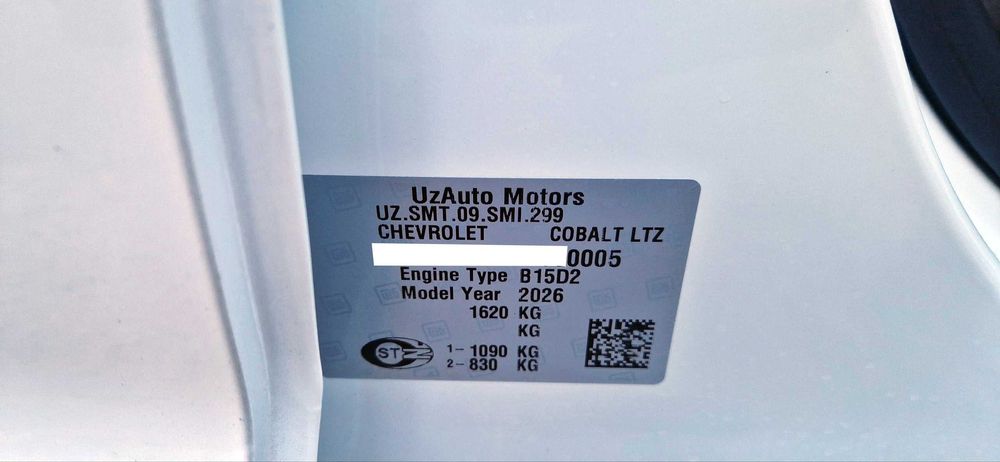 UzAuto Motors
UZ.SMT.09.SMI.299
CHEVROLET COBALT LTZ
0005
Engine Type B15D2
Model Year 2026
1620 KG
KG
1- 1090 KG
2- 830 KG
ST